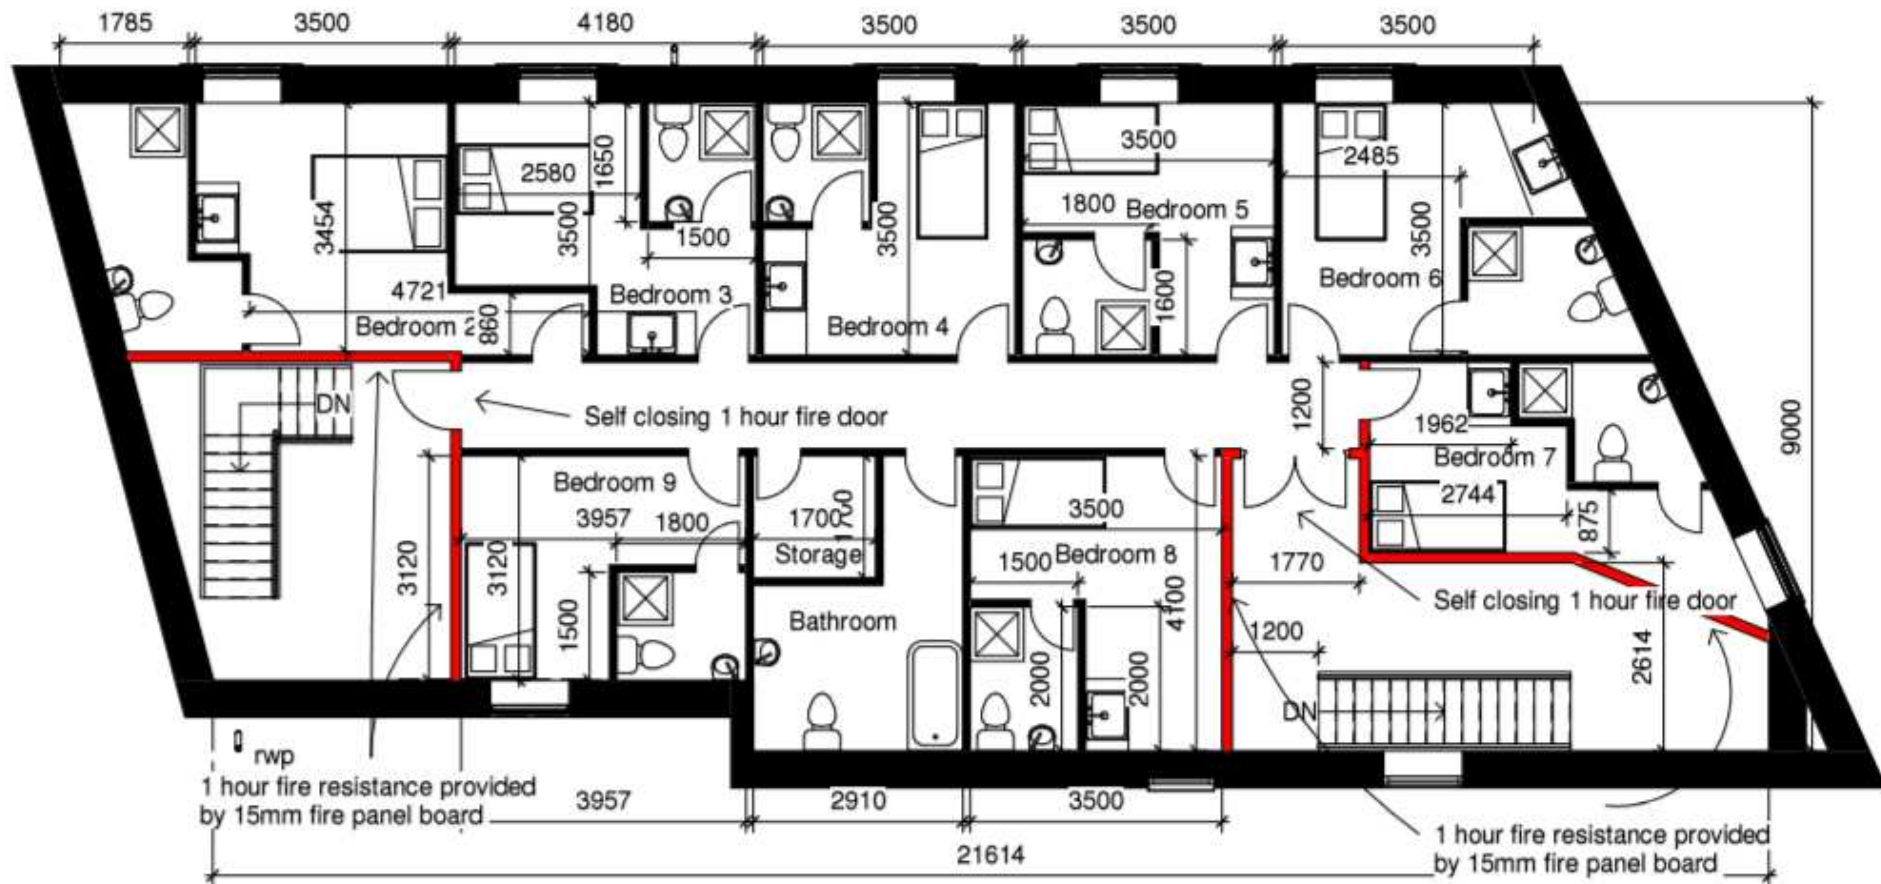 1785
3500
4180
3500
3500
3500
1650
2580
3500
1800
Bedroom 5
2485
3454
3500
1500
3500
3500
4721
Bedroom 3
1600
Bedroom 6
Bedroom 2
860
Bedroom 4
DN
Self closing 1 hour fire door
1200
1962
Bedroom 7
9000
Bedroom 9
2744
875
3957
1800
1700
1750
Storage
3500
Bedroom 8
1500
3120
3120
1500
4100
1770
Self closing 1 hour fire door
Bathroom
1200
2614
2000
2000
DN
rwp
1 hour fire resistance provided
by 15mm fire panel board
3957
2910
3500
1 hour fire resistance provided
by 15mm fire panel board
21614